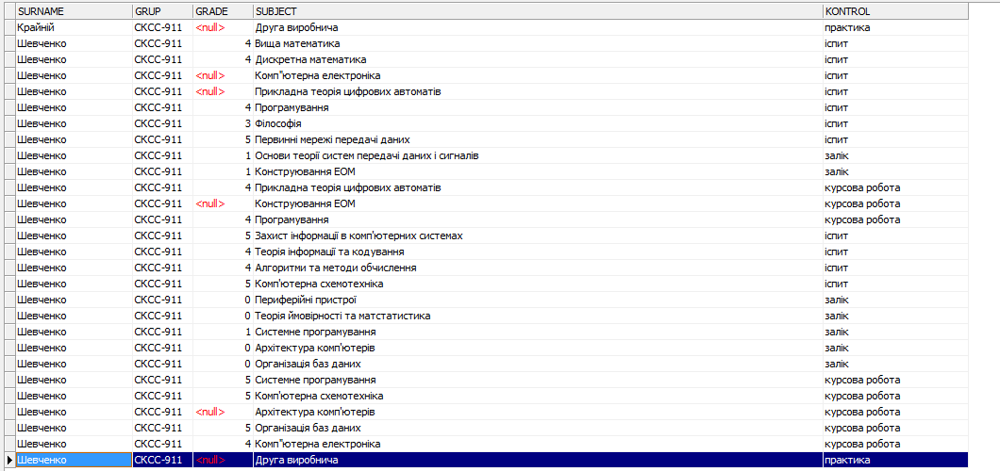 SURNAME GRUP GRADE SUBJECT KONTROL
Крайній СКСС-911 <null> Друга виробнича практика
Шевченко СКСС-911 4 Вища математика іспит
Шевченко СКСС-911 4 Дискретна математика іспит
Шевченко СКСС-911 <null> Комп"ютерна електроніка іспит
Шевченко СКСС-911 <null> Прикладна теорія цифрових автоматів іспит
Шевченко СКСС-911 4 Програмування іспит
Шевченко СКСС-911 3 Філософія іспит
Шевченко СКСС-911 5 Первинні мережі передачі даних іспит
Шевченко СКСС-911 1 Основи теорії систем передачі даних і сигналів залік
Шевченко СКСС-911 1 Конструювання ЕОМ залік
Шевченко СКСС-911 4 Прикладна теорія цифрових автоматів курсова робота
Шевченко СКСС-911 <null> Конструювання ЕОМ курсова робота
Шевченко СКСС-911 4 Програмування курсова робота
Шевченко СКСС-911 5 Захист інформації в комп'ютерних системах іспит
Шевченко СКСС-911 4 Теорія інформації та кодування іспит
Шевченко СКСС-911 4 Алгоритми та методи обчислення іспит
Шевченко СКСС-911 5 Комп'ютерна схемотехніка іспит
Шевченко СКСС-911 0 Периферійні пристрої залік
Шевченко СКСС-911 0 Теорія ймовірності та матстатистика залік
Шевченко СКСС-911 1 Системне програмування залік
Шевченко СКСС-911 0 Архітектура комп'ютерів залік
Шевченко СКСС-911 0 Організація баз даних залік
Шевченко СКСС-911 5 Системне програмування курсова робота
Шевченко СКСС-911 5 Комп'ютерна схемотехніка курсова робота
Шевченко СКСС-911 <null> Архітектура комп'ютерів курсова робота
Шевченко СКСС-911 5 Організація баз даних курсова робота
Шевченко СКСС-911 4 Комп"ютерна електроніка курсова робота
Шевченко СКСС-911 <null> Друга виробнича практика